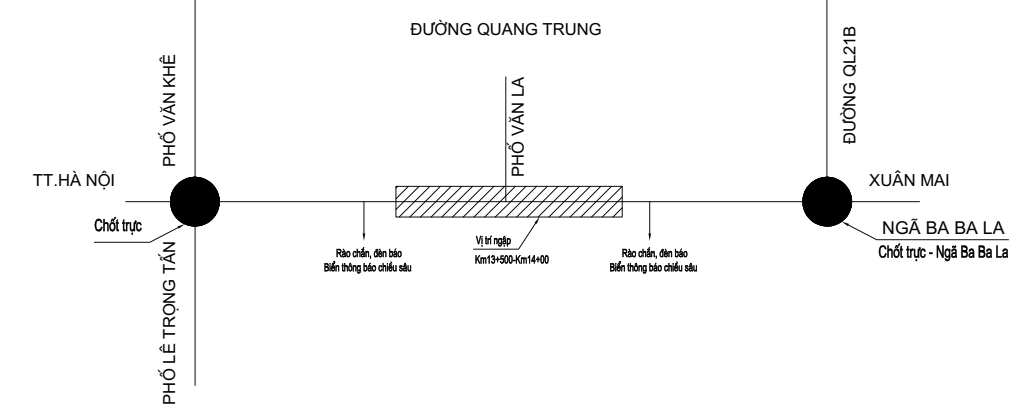 ĐƯỜNG QUANG TRUNG
PHỐ VĂN KHÊ
PHỐ VĂN LA
ĐƯỜNG QL21B
TT.HÀ NỘI
XUÂN MAI
Chốt trực
NGÃ BA BA LA
Chốt trực - Ngã Ba Ba La
Rào chắn, đèn báo
Biển thông báo chiều sâu
Vị trí ngập
Km13+500-Km14+00
Rào chắn, đèn báo
Biển thông báo chiều sâu
PHỐ LÊ TRỌNG TẤN